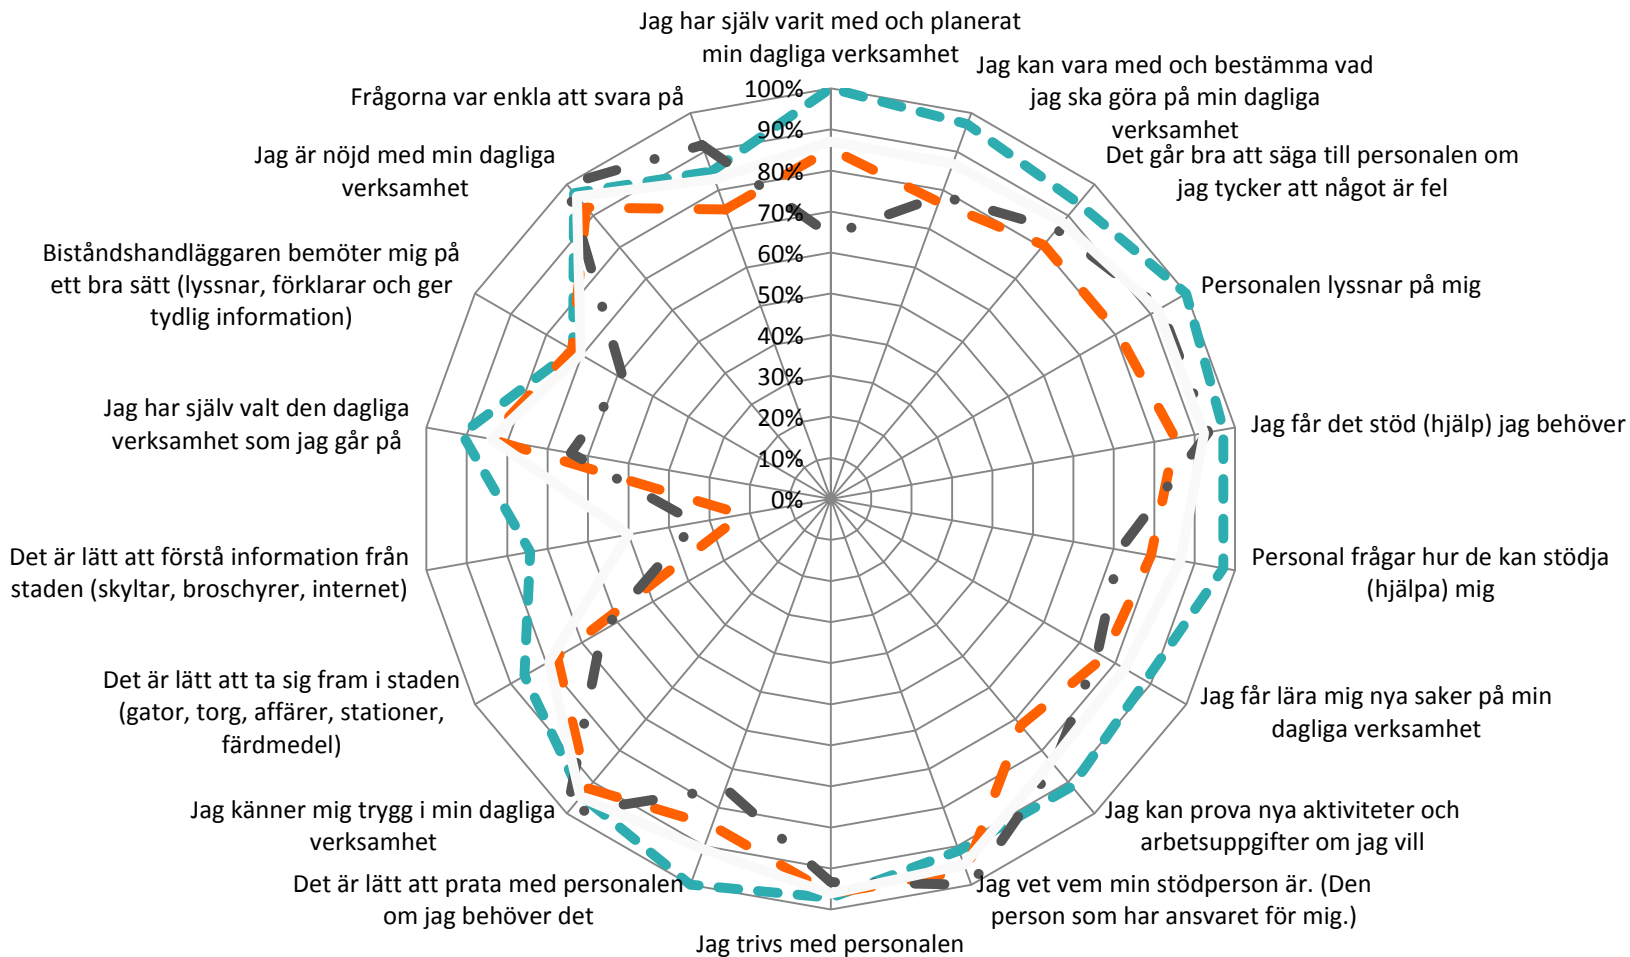 Jag har själv varit med och planerat
min dagliga verksamhet
Jag kan vara med och bestämma vad
jag ska göra på min dagliga
verksamhet
Det går bra att säga till personalen om
jag tycker att något är fel
Personalen lyssnar på mig
Jag får det stöd (hjälp) jag behöver
Personal frågar hur de kan stödja
(hjälpa) mig
Jag får lära mig nya saker på min
dagliga verksamhet
Jag kan prova nya aktiviteter och
arbetsuppgifter om jag vill
Jag vet vem min stödperson är. (Den
person som har ansvaret för mig.)
Jag trivs med personalen
Det är lätt att prata med personalen
om jag behöver det
Jag känner mig trygg i min dagliga
verksamhet
Det är lätt att ta sig fram i staden
(gator, torg, affärer, stationer,
färdmedel)
Det är lätt att förstå information från
staden (skyltar, broschyrer, internet)
Jag har själv valt den dagliga
verksamhet som jag går på
Biståndshandläggaren bemöter mig på
ett bra sätt (lyssnar, förklarar och ger
tydlig information)
Jag är nöjd med min dagliga
verksamhet
Frågorna var enkla att svara på
100%
90%
80%
70%
60%
50%
40%
30%
20%
10%
0%